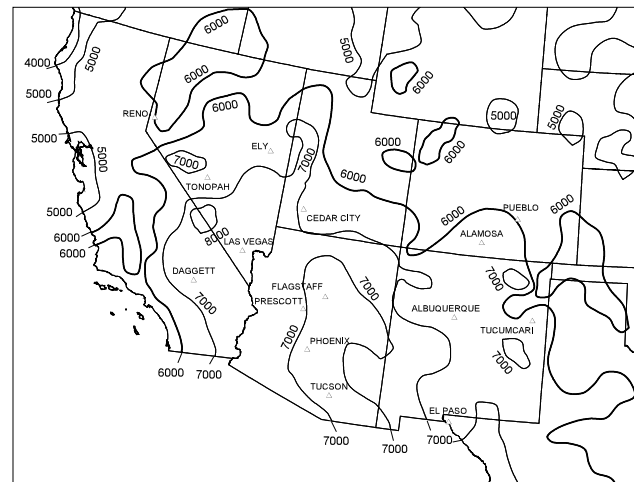 6000
5000
5000
4000
6000
6000
5000
6000
5000
RENO
5000
5000
ELY
6000
6000
5000
7000
7000
5000
6000
TONOPAH
6000
6000
PUEBLO
5000
CEDAR CITY
6000
8000
LAS VEGAS
ALAMOSA
6000
DAGGETT
7000
FLAGSTAFF
7000
7000
PRESCOTT
ALBUQUERQUE
TUCUMCARI
7000
PHOENIX
7000
6000
7000
TUCSON
EL PASO
7000
7000
7000